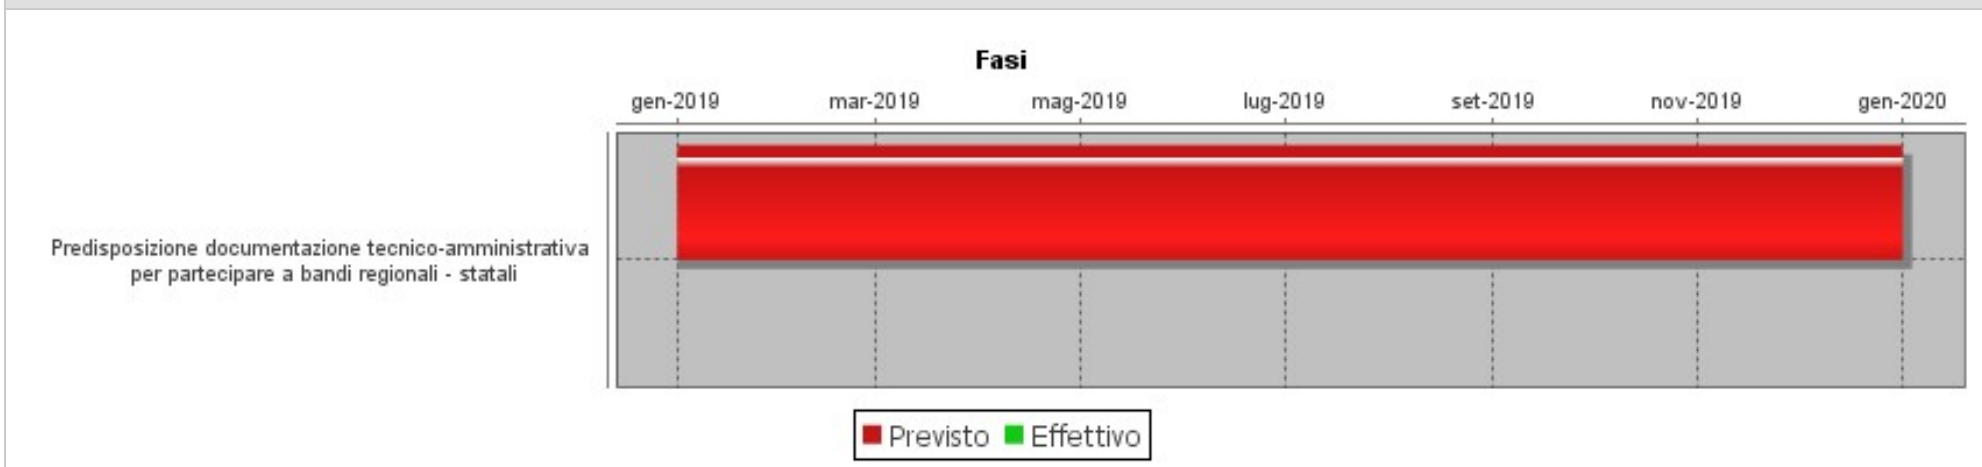 Fasi
gen-2019 mar-2019 mag-2019 lug-2019 set-2019 nov-2019 gen-2020
Predisposizione documentazione tecnico-amministrativa
per partecipare a bandi regionali - statali
Previsto Effettivo